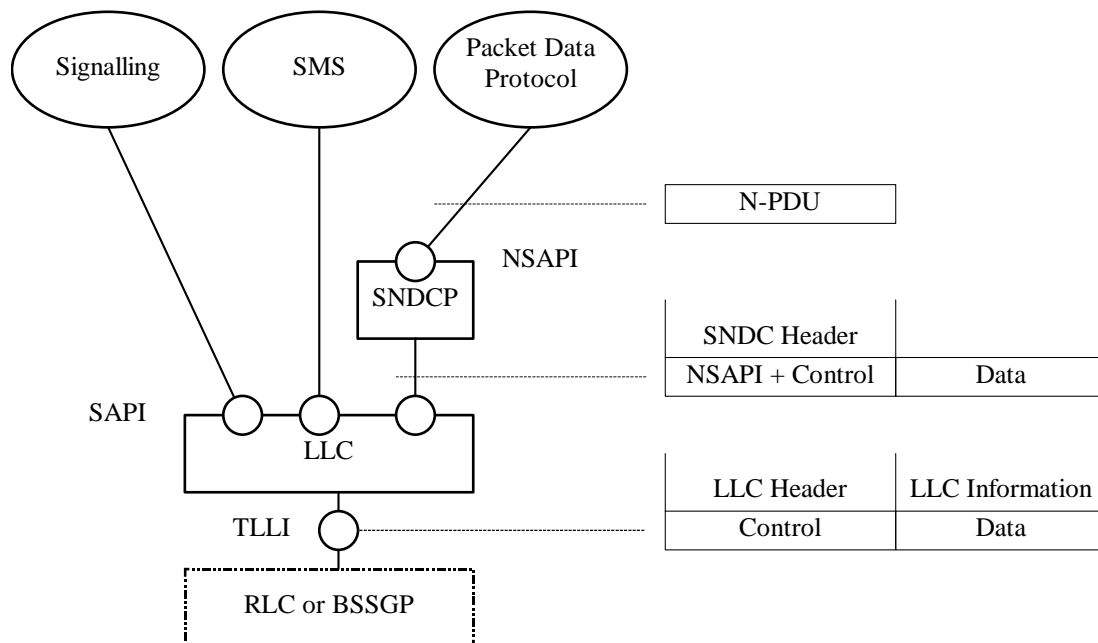 Signalling
SMS
Packet Data
Protocol
N-PDU
NSAPI
SNDCP
SNDC Header
NSAPI + Control
Data
SAPI
LLC
LLC Header
LLC Information
TLLI
Control
Data
RLC or BSSGP